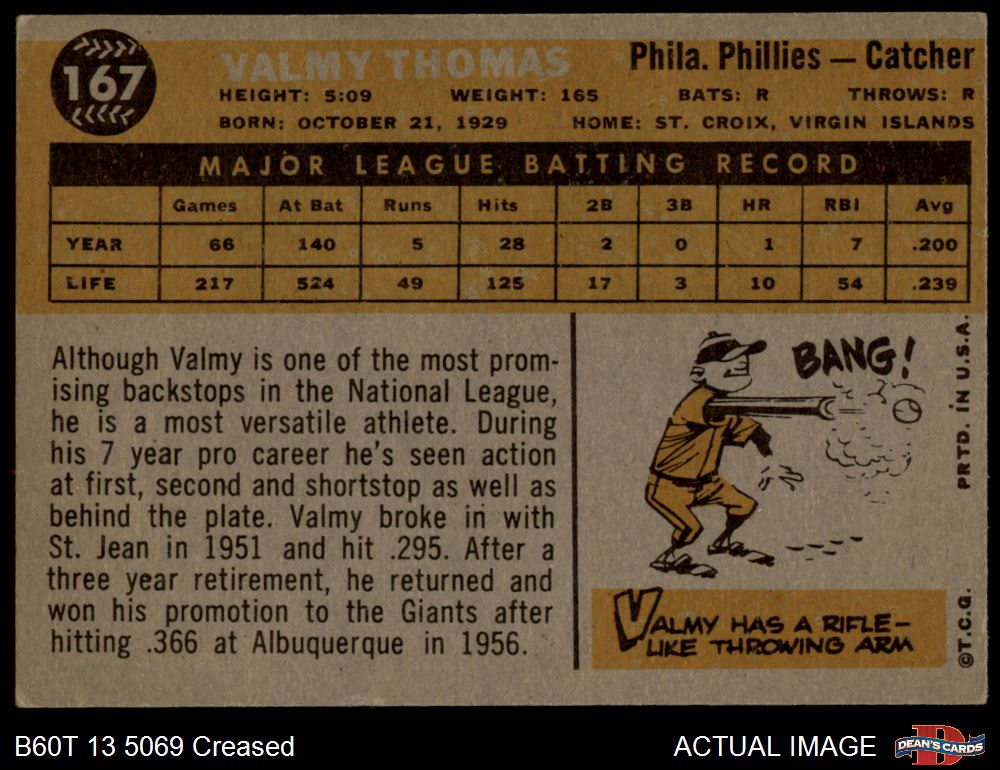 167
VALMY THOMAS
Phila. Phillies — Catcher
HEIGHT: 5:09 WEIGHT: 165 BATS: R THROWS: R
BORN: OCTOBER 21, 1929 HOME: ST. CROIX, VIRGIN ISLANDS
MAJOR LEAGUE BATTING RECORD
Games At Bat Runs Hits 2B 3B HR RBI Avg
YEAR 66 140 5 28 2 0 1 7 .200
LIFE 217 524 49 125 17 3 10 54 .239
Although Valmy is one of the most prom-
ising backstops in the National League,
he is a most versatile athlete. During
his 7 year pro career he's seen action
at first, second and shortstop as well as
behind the plate. Valmy broke in with
St. Jean in 1951 and hit .295. After a
three year retirement, he returned and
won his promotion to the Giants after
hitting .366 at Albuquerque in 1956.
BANG!
VALMY HAS A RIFLE-
LIKE THROWING ARM
©T.C.G. PRTD. IN U.S.A.
B60T 13 5069 Creased
ACTUAL IMAGE
DEAN'S CARDS